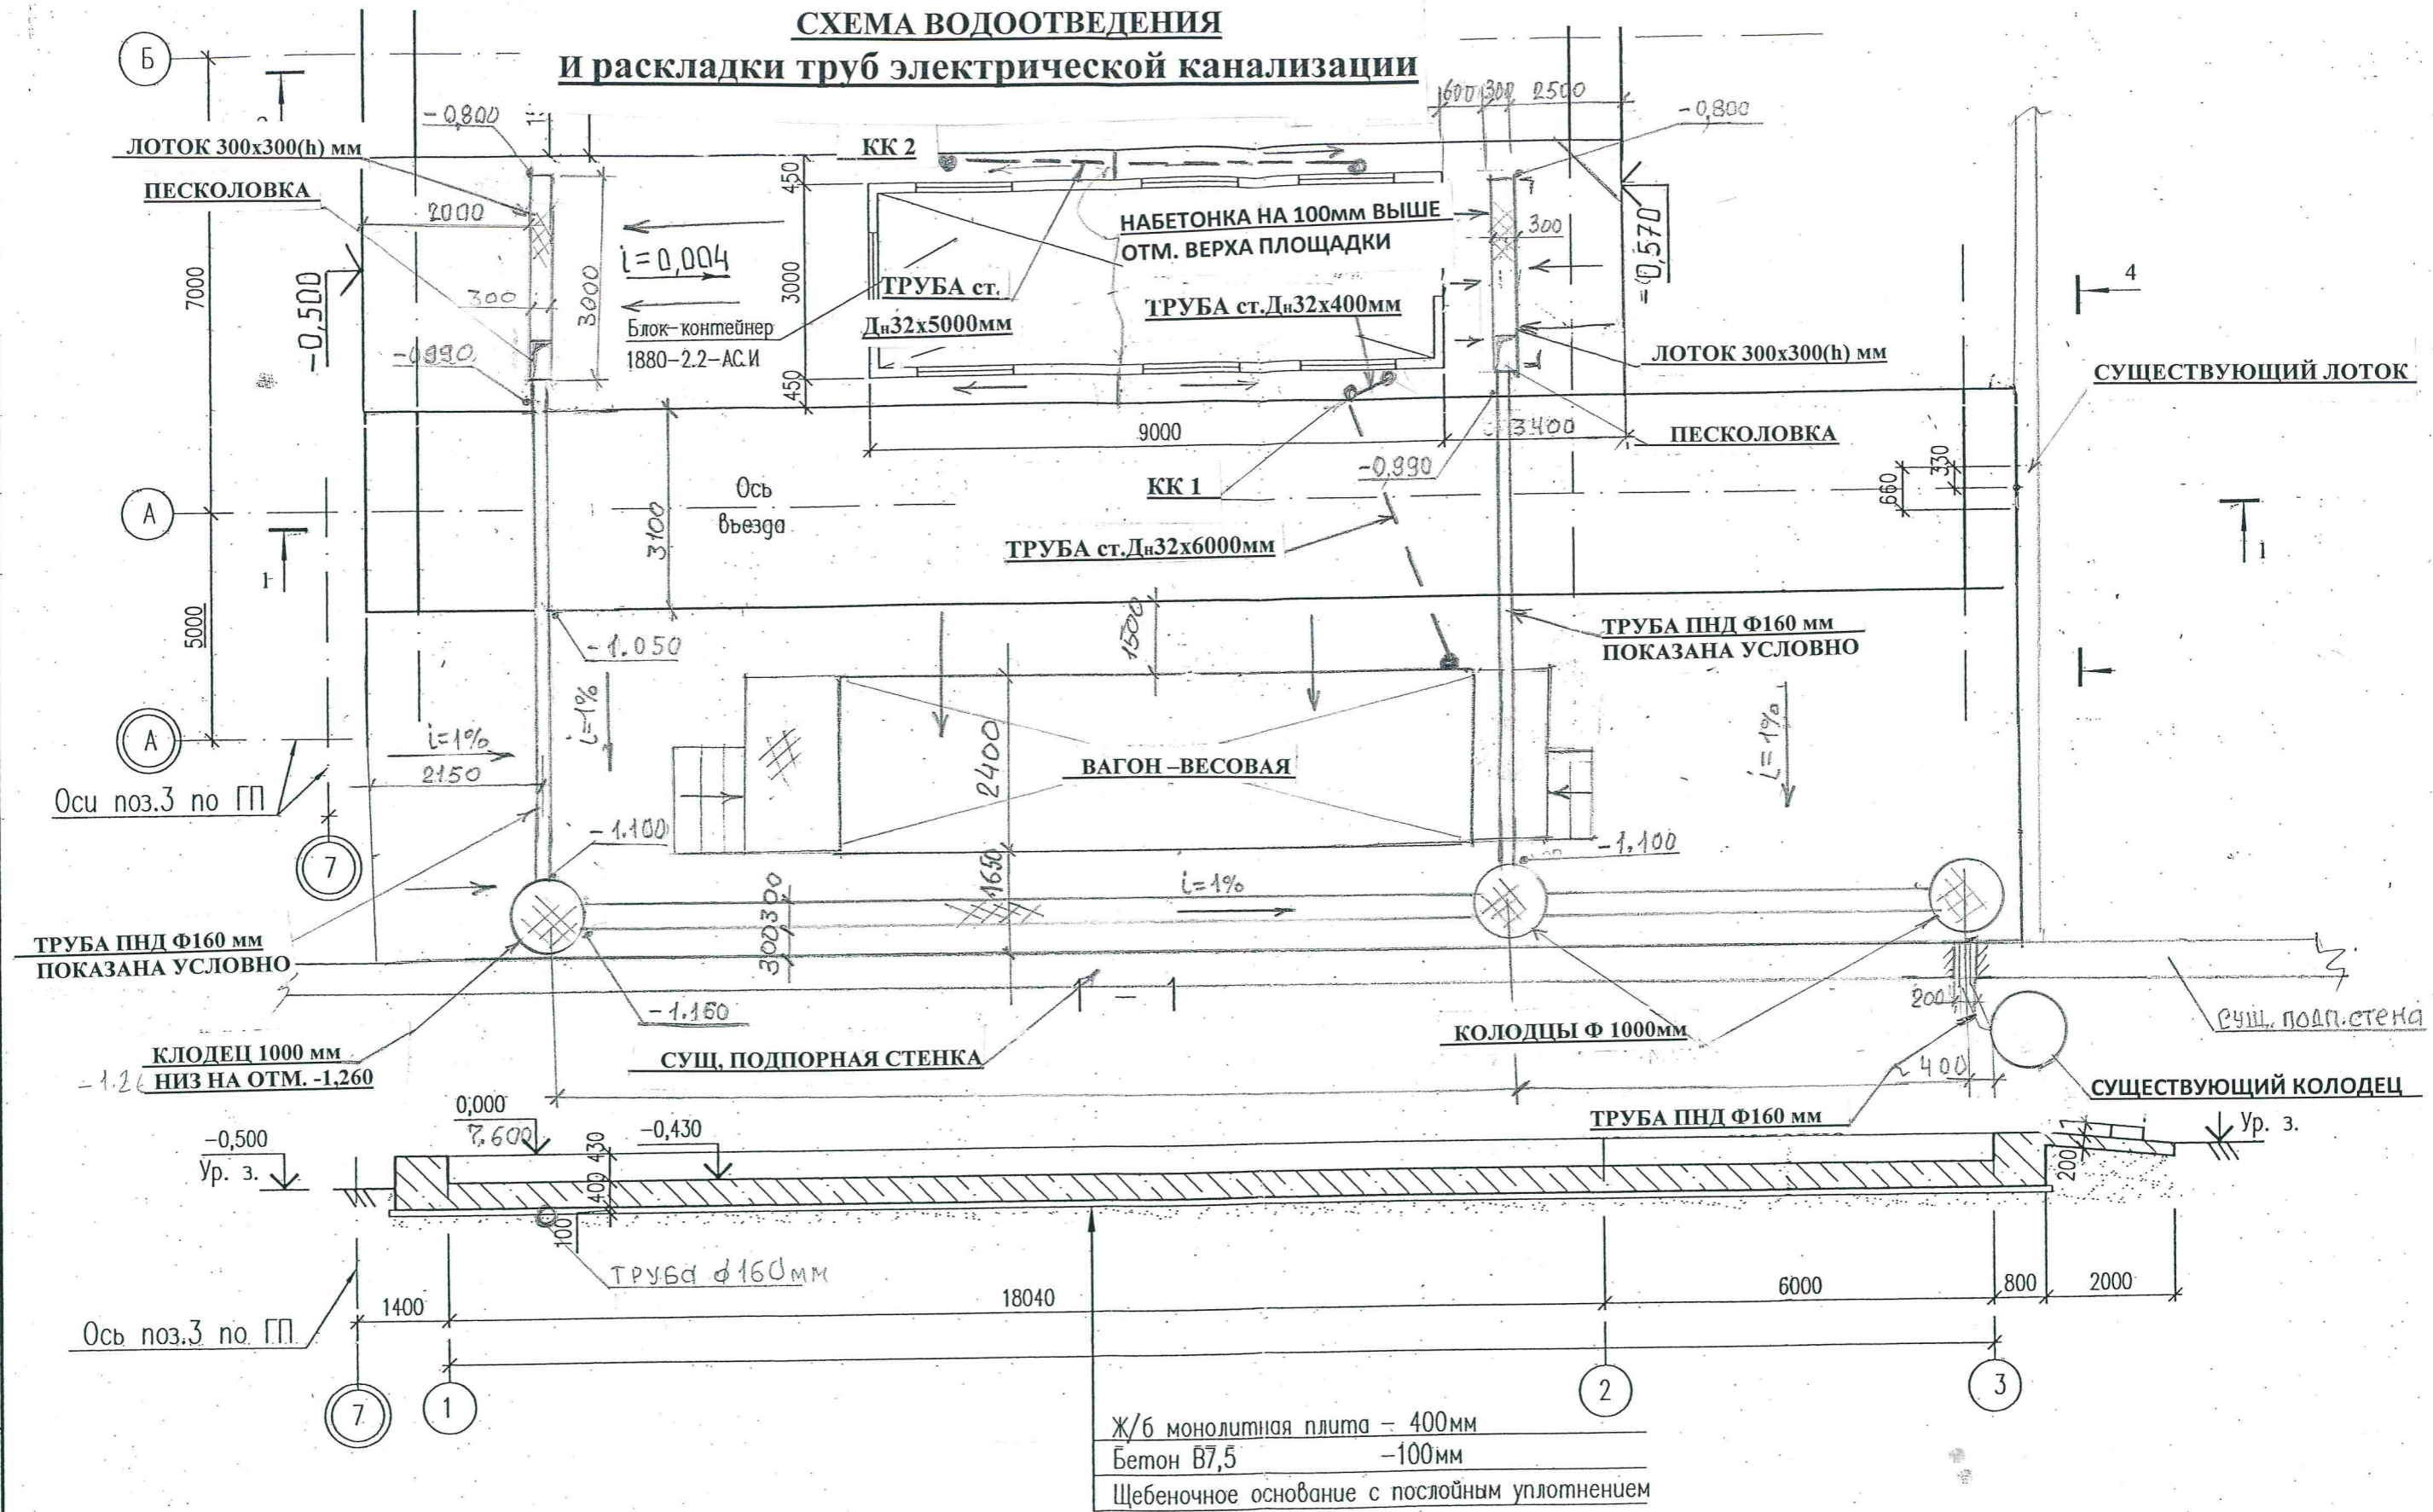 СХЕМА ВОДООТВЕДЕНИЯ
И раскладки труб электрической канализации
Б
600 300 2500
-0,800
-0,800
КК 2
ЛОТОК 300х300(h) мм
ПЕСКОЛОВКА
450
2000
НАБЕТОНКА НА 100мм ВЫШЕ
ОТМ. ВЕРХА ПЛОЩАДКИ
300
-0,570
i=0,004
7000
3000
3000
4
-0,500
300
ТРУБА ст.
Дн32х5000мм
ТРУБА ст.Дн32х400мм
Блок-контейнер
1880-2.2-АС.И
-0.990
ЛОТОК 300х300(h) мм
СУЩЕСТВУЮЩИЙ ЛОТОК
450
9000
3400
ПЕСКОЛОВКА
-0,990
330
660
КК 1
Ось
въезда
А
3100
ТРУБА ст.Дн32х6000мм
1
1
5000
1500
ТРУБА ПНД Ф160 мм
ПОКАЗАНА УСЛОВНО
-1.050
i=1%
i=1%
А
i=1%
2150
2400
ВАГОН –ВЕСОВАЯ
Оси поз.3 по ГП
-1.100
-1,100
7
1650
i=1%
300
300
ТРУБА ПНД Ф160 мм
ПОКАЗАНА УСЛОВНО
1 - 1
-1.160
200
КОЛОДЦЫ Ф 1000мм
СУЩ. ПОДП.СТЕНА
КЛОДЕЦ 1000 мм
НИЗ НА ОТМ. -1,260
-1.2
СУЩ, ПОДПОРНАЯ СТЕНКА
400
СУЩЕСТВУЮЩИЙ КОЛОДЕЦ
ТРУБА ПНД Ф160 мм
0,000
7.600
-0,430
-0,500
Ур. з.
430
400
100
Ур. з.
200
ТРУБА ф160мм
1400
18040
6000
800
2000
Ось поз.3 по ГП
7
1
2
3
Ж/б монолитная плита - 400мм
Бетон В7,5 -100мм
Щебеночное основание с послойным уплотнением